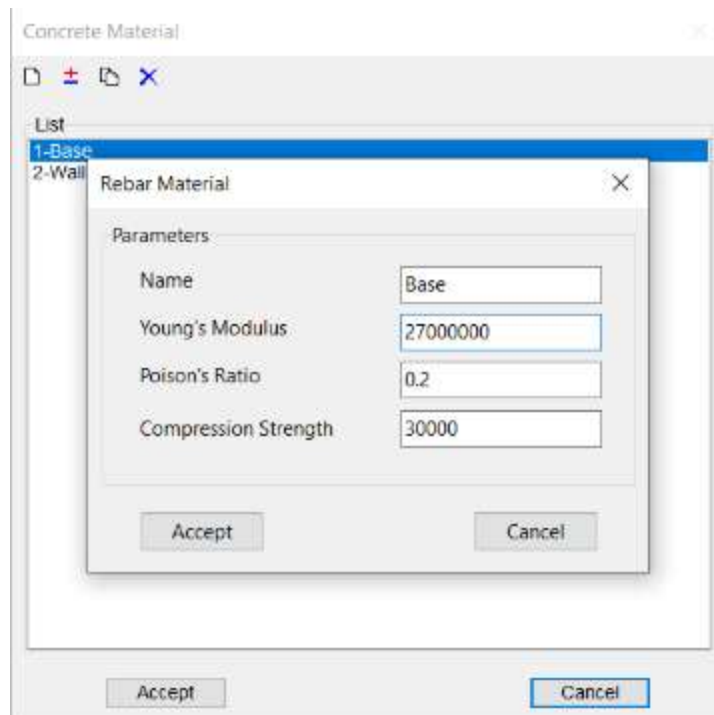 Concrete Material
List
1-Base
2-Wall
Rebar Material
Parameters
Name
Base
Young's Modulus
27000000
Poison's Ratio
0.2
Compression Strength
30000
Accept
Cancel
Accept
Cancel